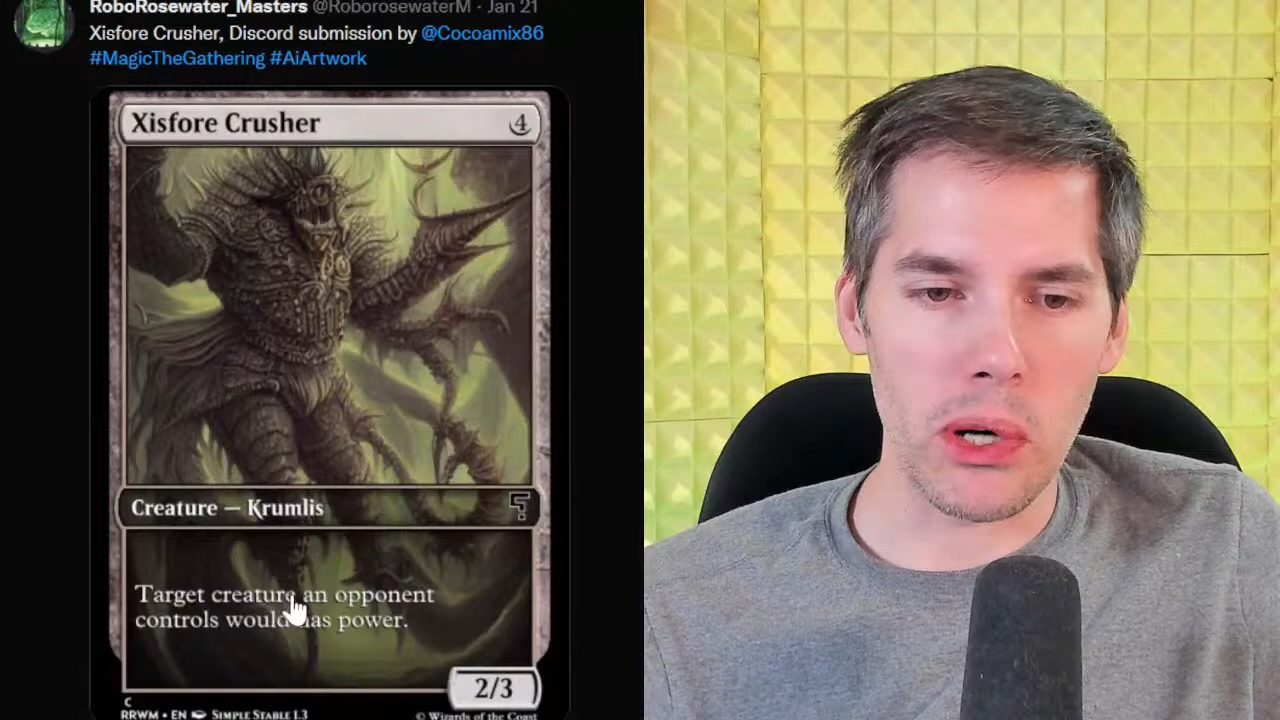 RoboRosewater_Masters @RoborosewaterM · Jan 21
Xisfore Crusher, Discord submission by @Cocoamix86
#MagicTheGathering #AiArtwork
Xisfore Crusher 4
Creature — Krumlis
Target creature an opponent
controls would has power.
2/3
C
RRWM • EN SIMPLE STABLE 1.3
© Wizards of the Coast